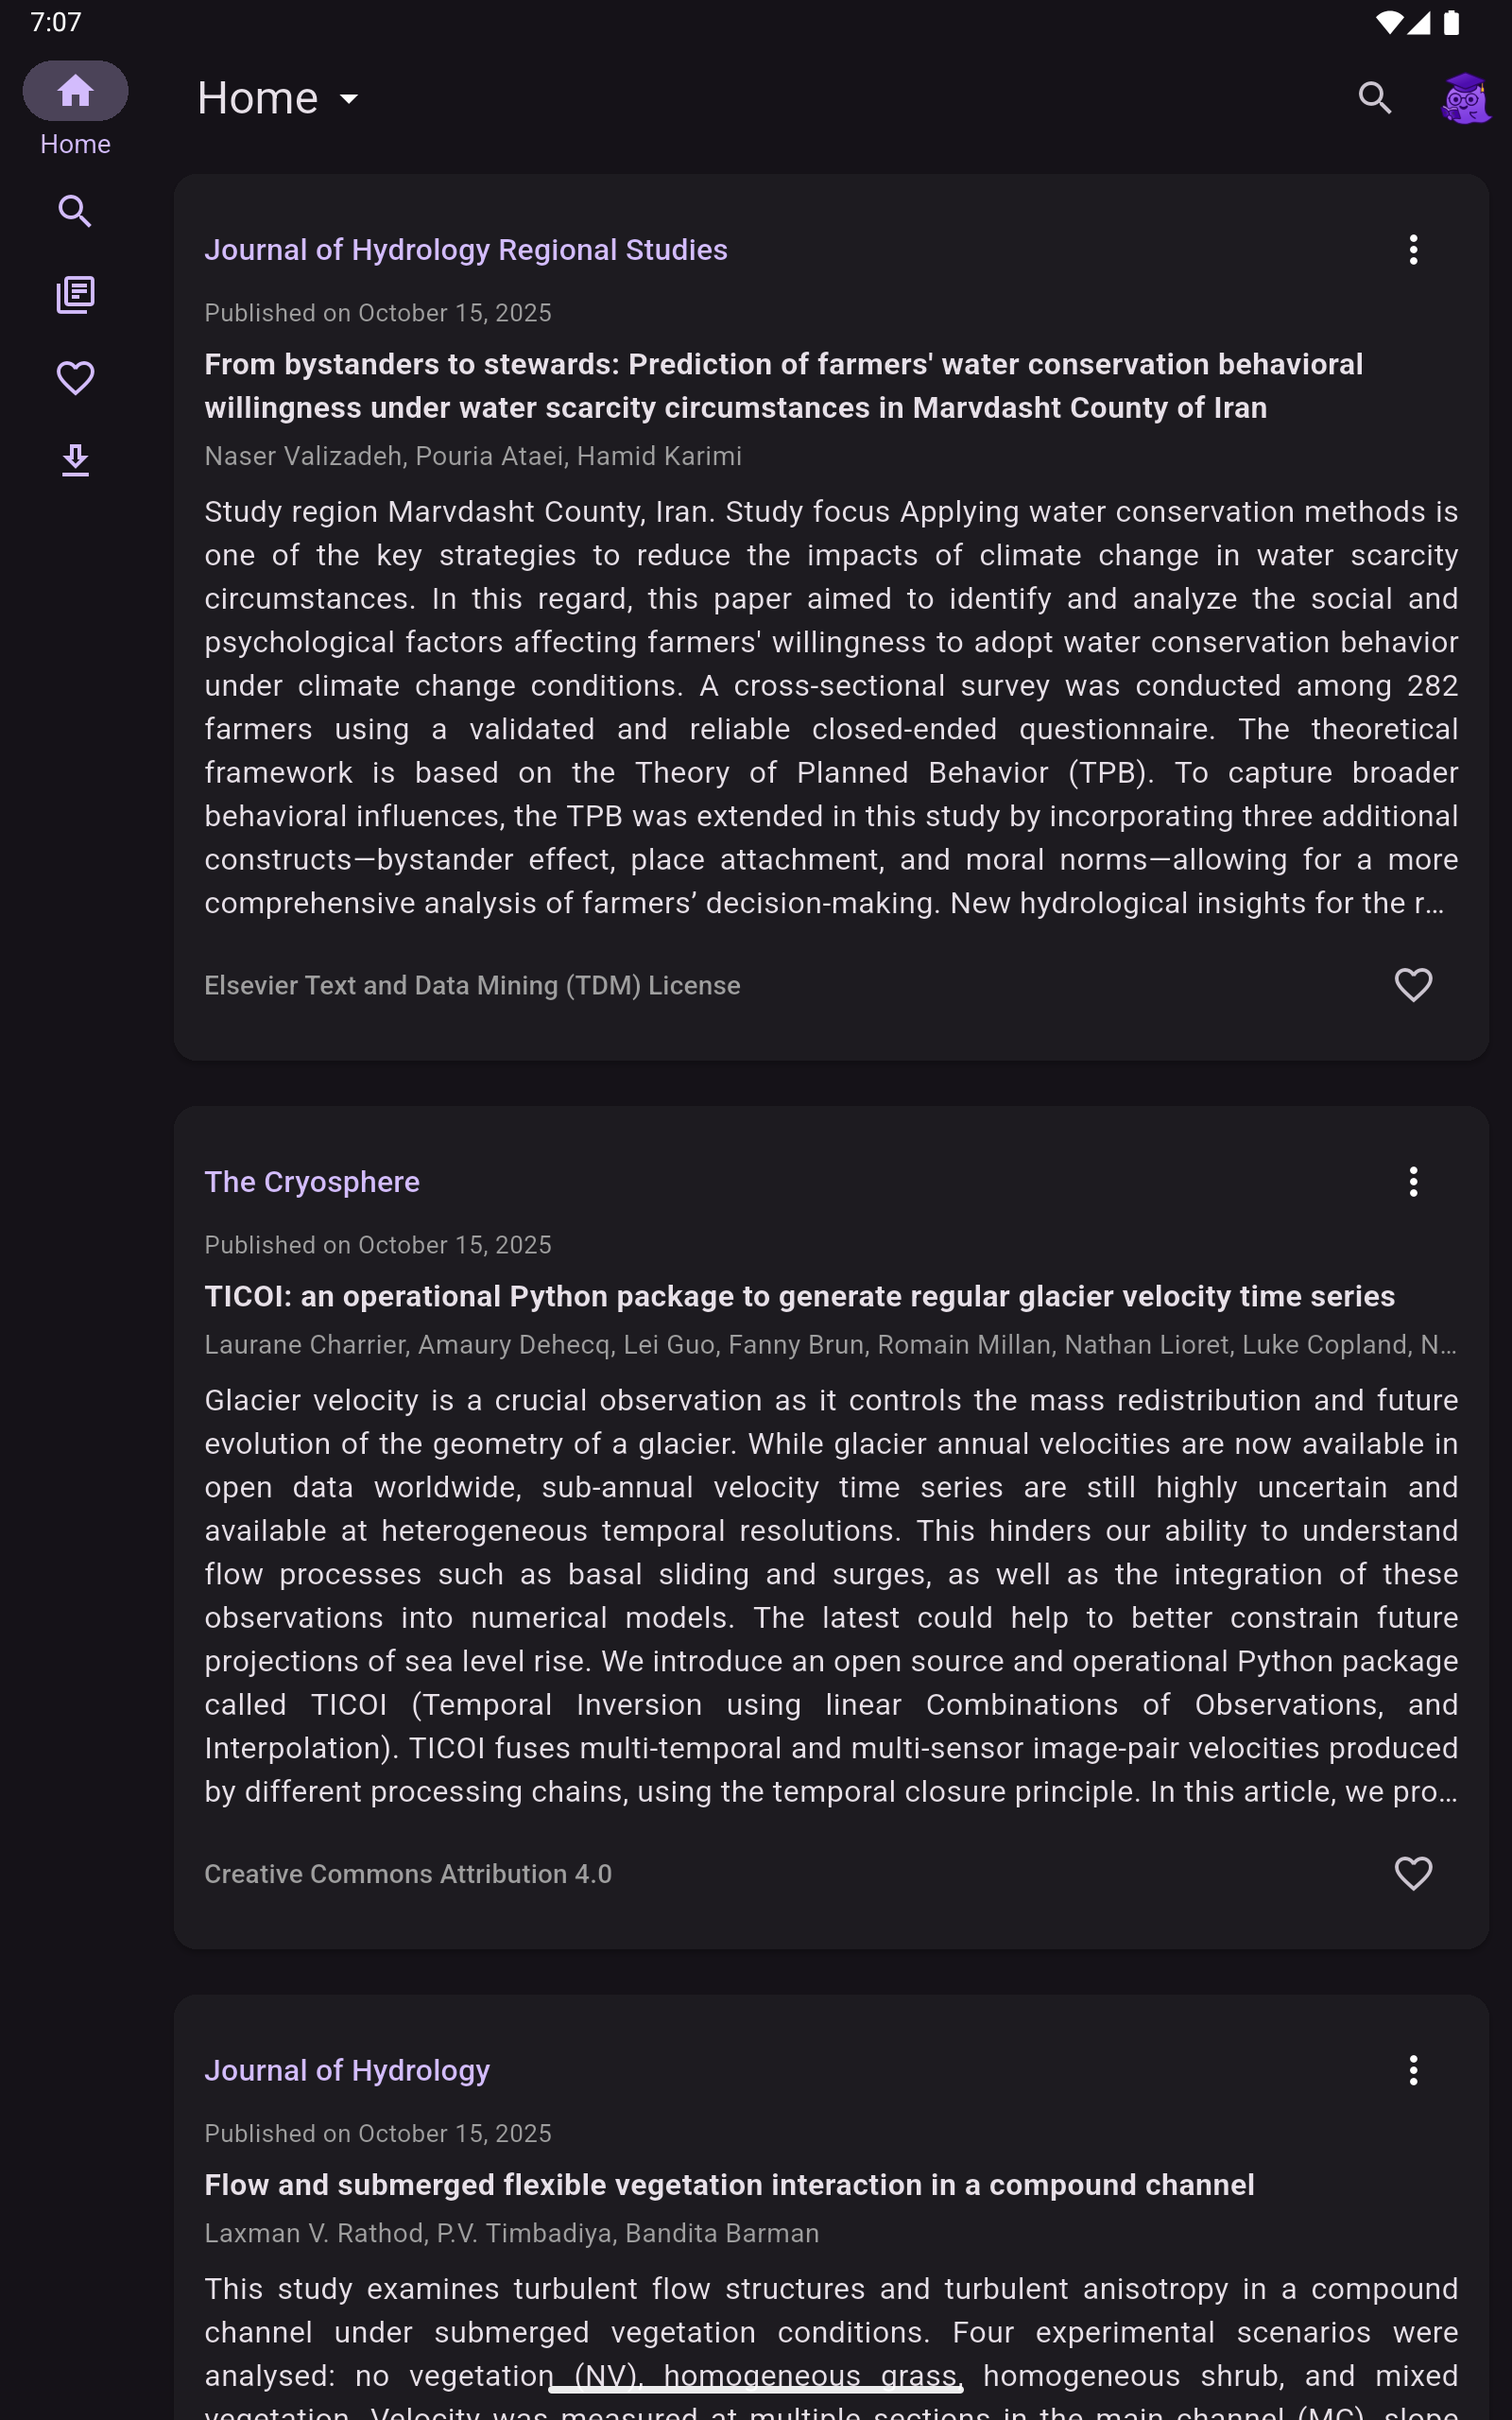 7:07
Home
Home
Journal of Hydrology Regional Studies
Published on October 15, 2025
From bystanders to stewards: Prediction of farmers' water conservation behavioral
willingness under water scarcity circumstances in Marvdasht County of Iran
Naser Valizadeh, Pouria Ataei, Hamid Karimi
Study region Marvdasht County, Iran. Study focus Applying water conservation methods is
one of the key strategies to reduce the impacts of climate change in water scarcity
circumstances. In this regard, this paper aimed to identify and analyze the social and
psychological factors affecting farmers' willingness to adopt water conservation behavior
under climate change conditions. A cross-sectional survey was conducted among 282
farmers using a validated and reliable closed-ended questionnaire. The theoretical
framework is based on the Theory of Planned Behavior (TPB). To capture broader
behavioral influences, the TPB was extended in this study by incorporating three additional
constructs—bystander effect, place attachment, and moral norms—allowing for a more
comprehensive analysis of farmers’ decision-making. New hydrological insights for the r…
Elsevier Text and Data Mining (TDM) License
The Cryosphere
Published on October 15, 2025
TICOI: an operational Python package to generate regular glacier velocity time series
Laurane Charrier, Amaury Dehecq, Lei Guo, Fanny Brun, Romain Millan, Nathan Lioret, Luke Copland, N…
Glacier velocity is a crucial observation as it controls the mass redistribution and future
evolution of the geometry of a glacier. While glacier annual velocities are now available in
open data worldwide, sub-annual velocity time series are still highly uncertain and
available at heterogeneous temporal resolutions. This hinders our ability to understand
flow processes such as basal sliding and surges, as well as the integration of these
observations into numerical models. The latest could help to better constrain future
projections of sea level rise. We introduce an open source and operational Python package
called TICOI (Temporal Inversion using linear Combinations of Observations, and
Interpolation). TICOI fuses multi-temporal and multi-sensor image-pair velocities produced
by different processing chains, using the temporal closure principle. In this article, we pro…
Creative Commons Attribution 4.0
Journal of Hydrology
Published on October 15, 2025
Flow and submerged flexible vegetation interaction in a compound channel
Laxman V. Rathod, P.V. Timbadiya, Bandita Barman
This study examines turbulent flow structures and turbulent anisotropy in a compound
channel under submerged vegetation conditions. Four experimental scenarios were
analysed: no vegetation (NV), homogeneous grass, homogeneous shrub, and mixed
vegetation. Velocity was measured at multiple sections in the main channel (MC), slope